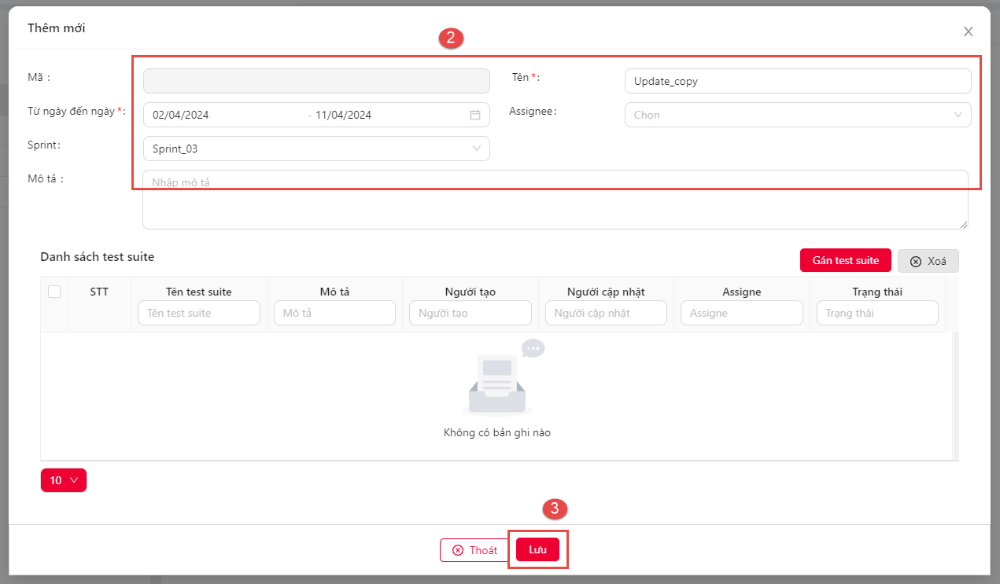 Thêm mới
2
Mã :
Tên *:
Update_copy
Từ ngày đến ngày *:
02/04/2024 - 11/04/2024
Assignee:
Chọn
Sprint:
Sprint_03
Mô tả :
Nhập mô tả
Danh sách test suite
Gán test suite
Xoá
STT Tên test suite Mô tả Người tạo Người cập nhật Assigne Trạng thái
Tên test suite Mô tả Người tạo Người cập nhật Assigne Trạng thái
Không có bản ghi nào
10
3
Thoát
Lưu